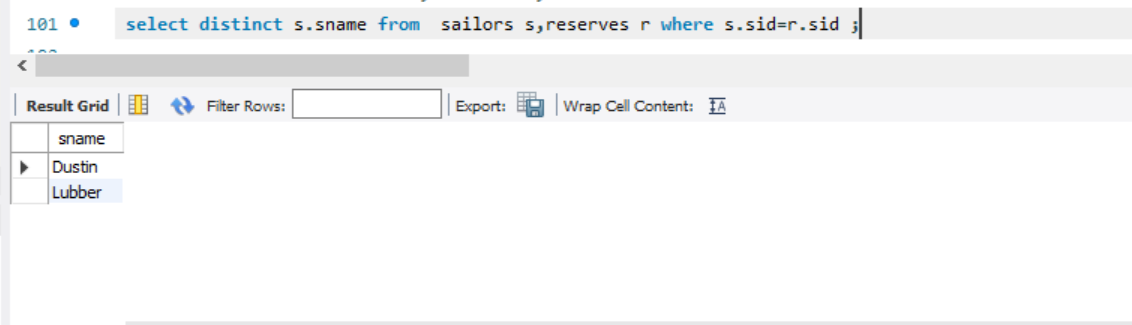 101 select distinct s.sname from  sailors s,reserves r where s.sid=r.sid ;
Result Grid Filter Rows: Export: Wrap Cell Content: IA
sname
Dustin
Lubber